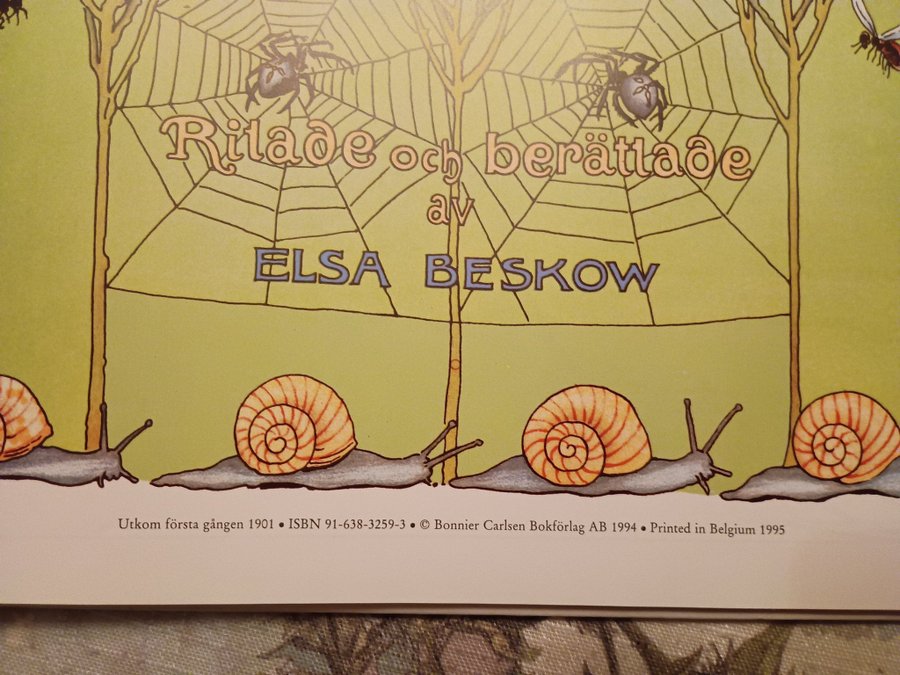 Ritade och berättade
av
ELSA BESKOW
Utkom första gången 1901 • ISBN 91-638-3259-3 • © Bonnier Carlsen Bokförlag AB 1994 • Printed in Belgium 1995